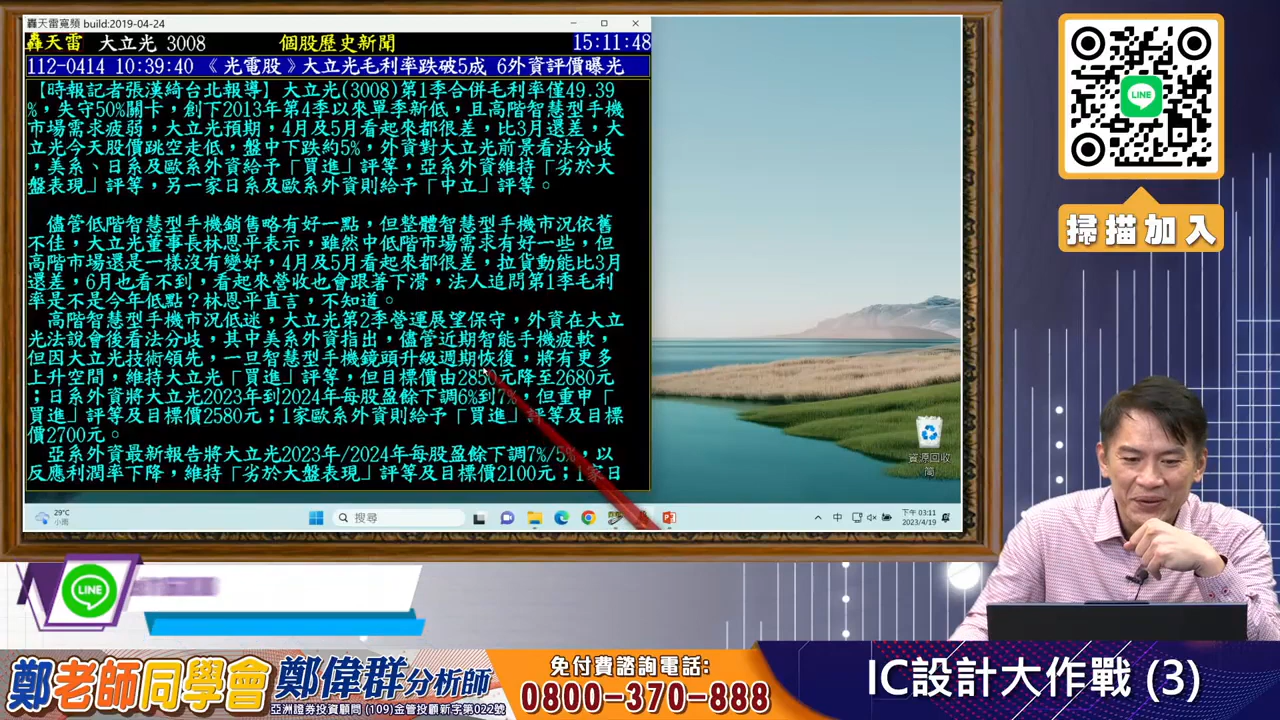 轟天雷寬頻 build:2019-04-24
轟天雷 大立光 3008 個股歷史新聞 15:11:48
112-0414 10:39:40 《光電股》大立光毛利率跌破5成 6外資評價曝光
【時報記者張漢綺台北報導】大立光(3008)第1季合併毛利率僅49.39
%，失守50%關卡，創下2013年第4季以來單季新低，且高階智慧型手機
市場需求疲弱，大立光預期，4月及5月看起來都很差，比3月還差，大
立光今天股價跳空走低，盤中下跌約5%，外資對大立光前景看法分歧
，美系、日系及歐系外資給予「買進」評等，亞系外資維持「劣於大
盤表現」評等，另一家日系及歐系外資則給予「中立」評等。
儘管低階智慧型手機銷售略有好一點，但整體智慧型手機市況依舊
不佳，大立光董事長林恩平表示，雖然中低階市場需求有好一些，但
高階市場還是一樣沒有變好，4月及5月看起來都很差，拉貨動能比3月
還差，6月也看不到，看起來營收也會跟著下滑，法人追問第1季毛利
率是不是今年低點？林恩平直言，不知道。
高階智慧型手機市況低迷，大立光第2季營運展望保守，外資在大立
光法說會後看法分歧，其中美系外資指出，儘管近期智能手機疲軟，
但因大立光技術領先，一旦智慧型手機鏡頭升級週期恢復，將有更多
上升空間，維持大立光「買進」評等，但目標價由2850元降至2680元
；日系外資將大立光2023年到2024年每股盈餘下調6%到7%，但重申「
買進」評等及目標價2580元；1家歐系外資則給予「買進」評等及目標
價2700元。
亞系外資最新報告將大立光2023年/2024年每股盈餘下調7%/5%，以
反應利潤率下降，維持「劣於大盤表現」評等及目標價2100元；1家日
資源回收
筒
29°C
小雨
搜尋
中
下午 03:11
2023/4/19
LINE
掃描加入
LINE
鄭老師同學會
鄭偉群分析師
亞洲證券投資顧問 (109)金管投顧新字第022號
免付費諮詢電話:
0800-370-888
IC設計大作戰 (3)